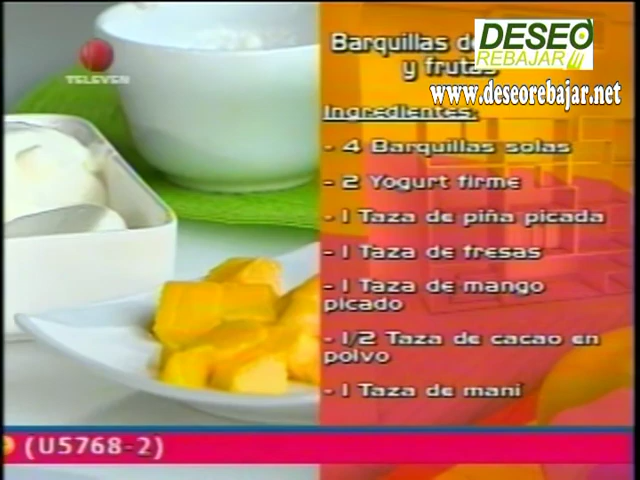 TELEVEN
DESEO
REBAJAR
www.deseorebajar.net
Barquillas de
y frutas
Ingredientes:
- 4 Barquillas solas
- 2 Yogurt firme
- 1 Taza de piña picada
- 1 Taza de fresas
- 1 Taza de mango
picado
- 1/2 Taza de cacao en
polvo
- 1 Taza de maní
(U5768-2)